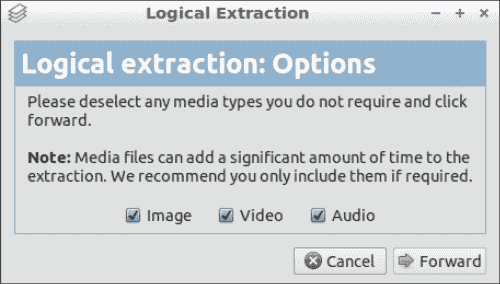 Logical Extraction
Logical extraction: Options
Please deselect any media types you do not require and click
forward.
Note: Media files can add a significant amount of time to the
extraction. We recommend you only include them if required.
Image Video Audio
Cancel Forward